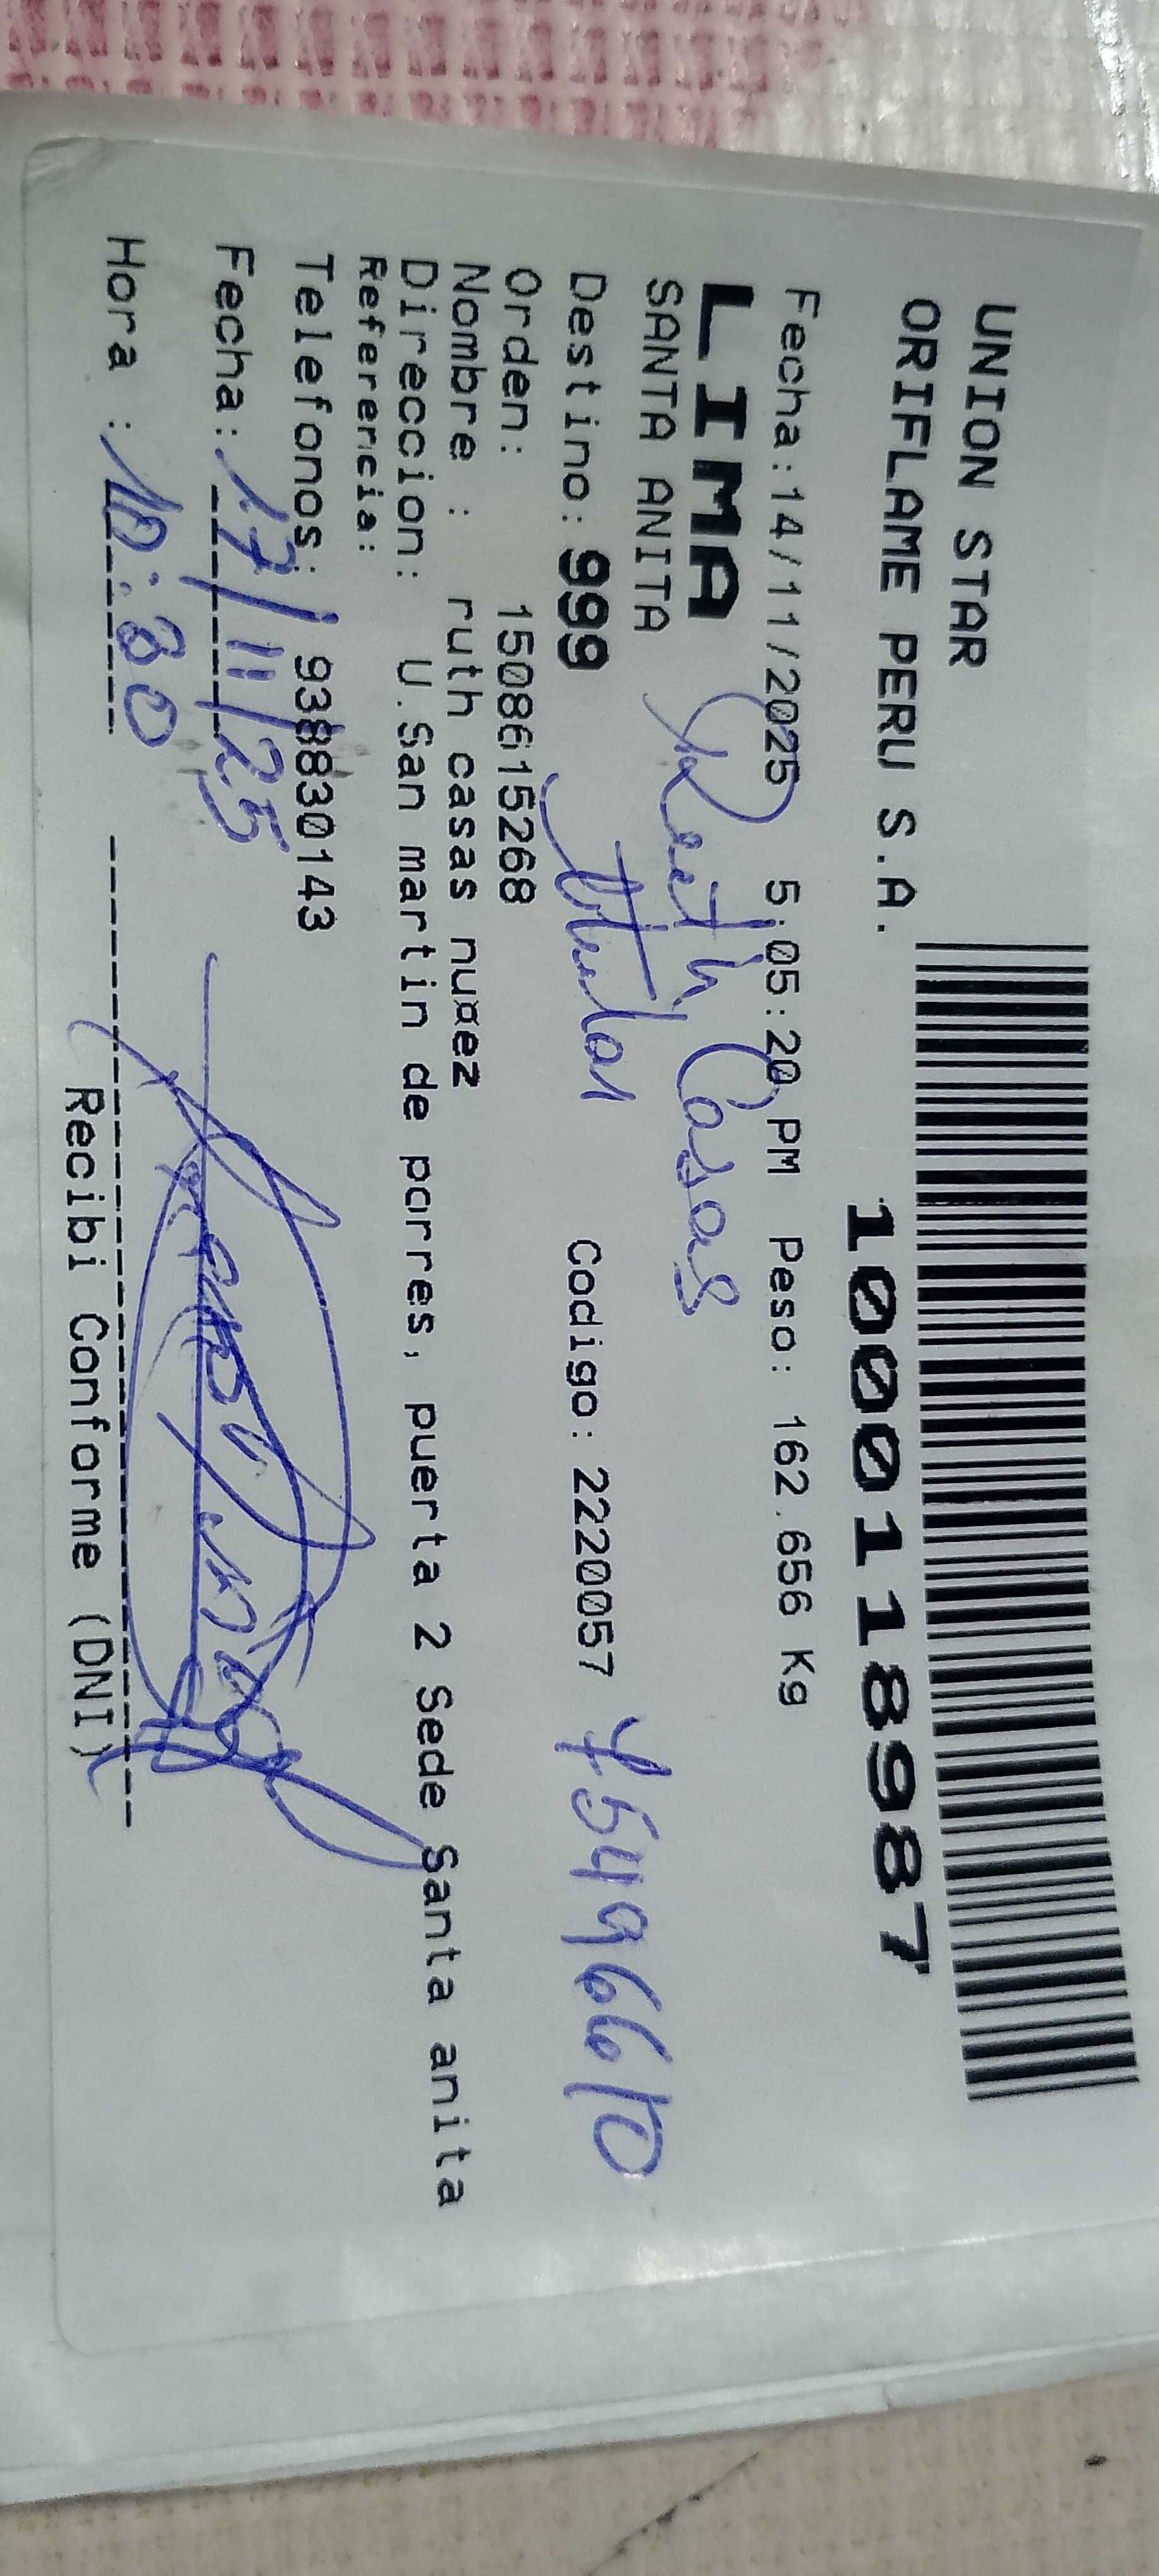 UNION STAR
ORIFLAME PERU S.A.
1000118987
Fecha:14/11/2025 5:05:20 PM Peso: 162.656 Kg
LIMA
SANTA ANITA
Ruth Casas
Destino: 999 Codigo: 2220057
titular
Orden: 1508615268
Nombre : ruth casas nuñez
Direccion: U.San martin de porres, puerta 2 Sede Santa anita
Referencia:
Telefonos: 938830143
Fecha: 17/11/25
Hora : 10:30
Recibi Conforme (DNI)